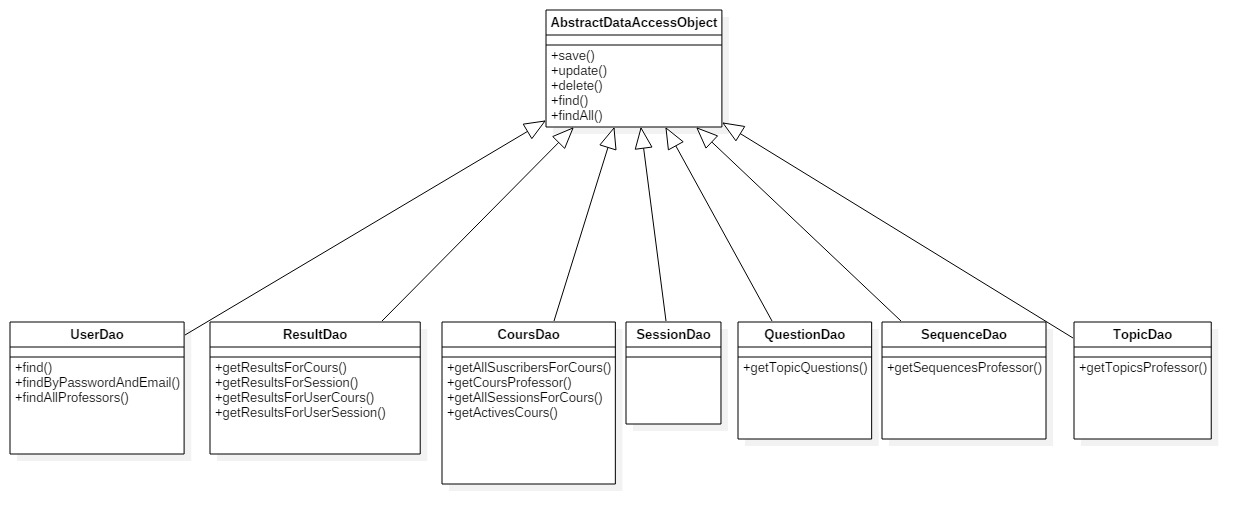 AbstractDataAccessObject
+save()
+update()
+delete()
+find()
+findAll()
UserDao
+find()
+findByPasswordAndEmail()
+findAllProfessors()
ResultDao
+getResultsForCours()
+getResultsForSession()
+getResultsForUserCours()
+getResultsForUserSession()
CoursDao
+getAllSuscribersForCours()
+getCoursProfessor()
+getAllSessionsForCours()
+getActivesCours()
SessionDao
QuestionDao
+getTopicQuestions()
SequenceDao
+getSequencesProfessor()
TopicDao
+getTopicsProfessor()